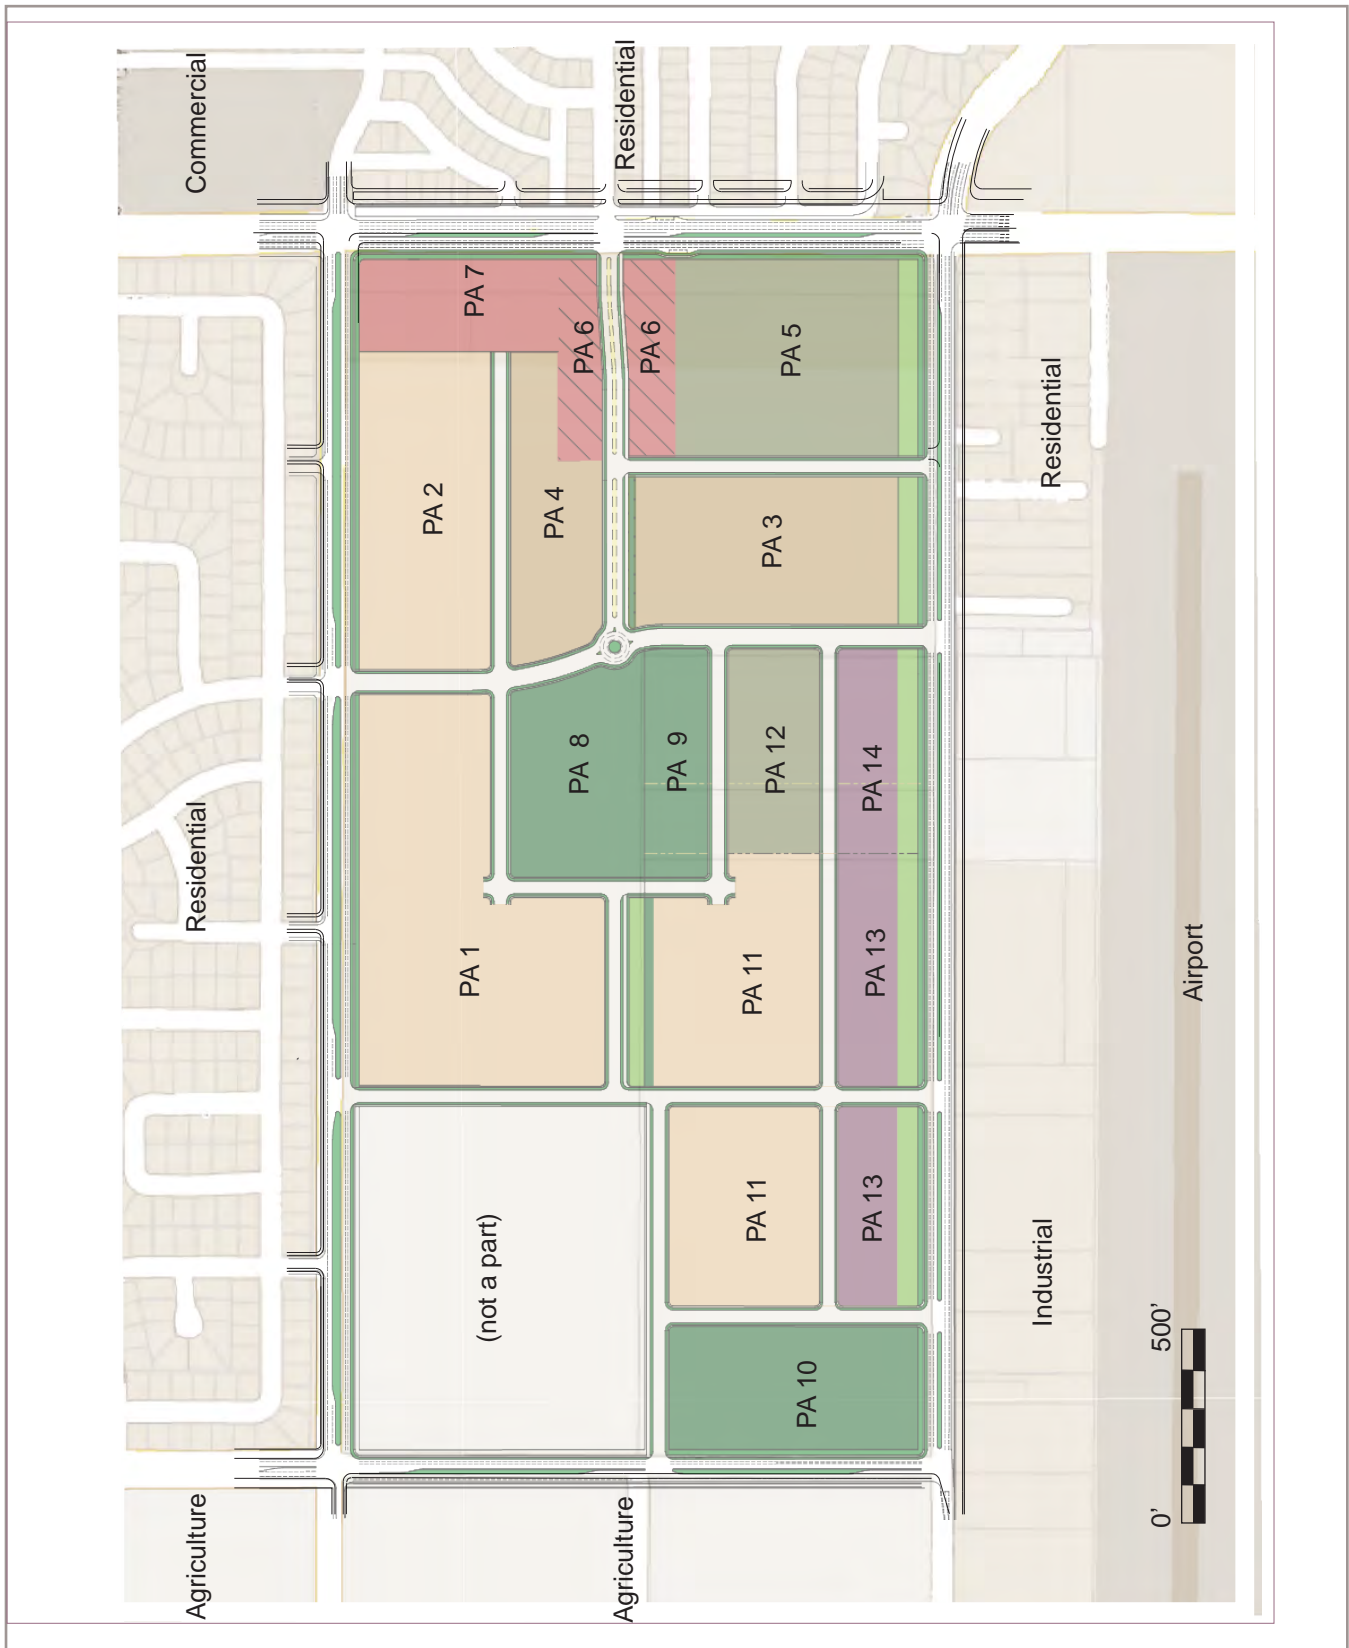 Commercial
Residential
PA 7
PA 6
PA 6
PA 5
Residential
PA 2
PA 4
PA 3
PA 8
PA 9
PA 12
PA 14
Residential
PA 1
PA 11
PA 13
Airport
(not a part)
PA 11
PA 13
Industrial
PA 10
500'
0'
Agriculture
Agriculture